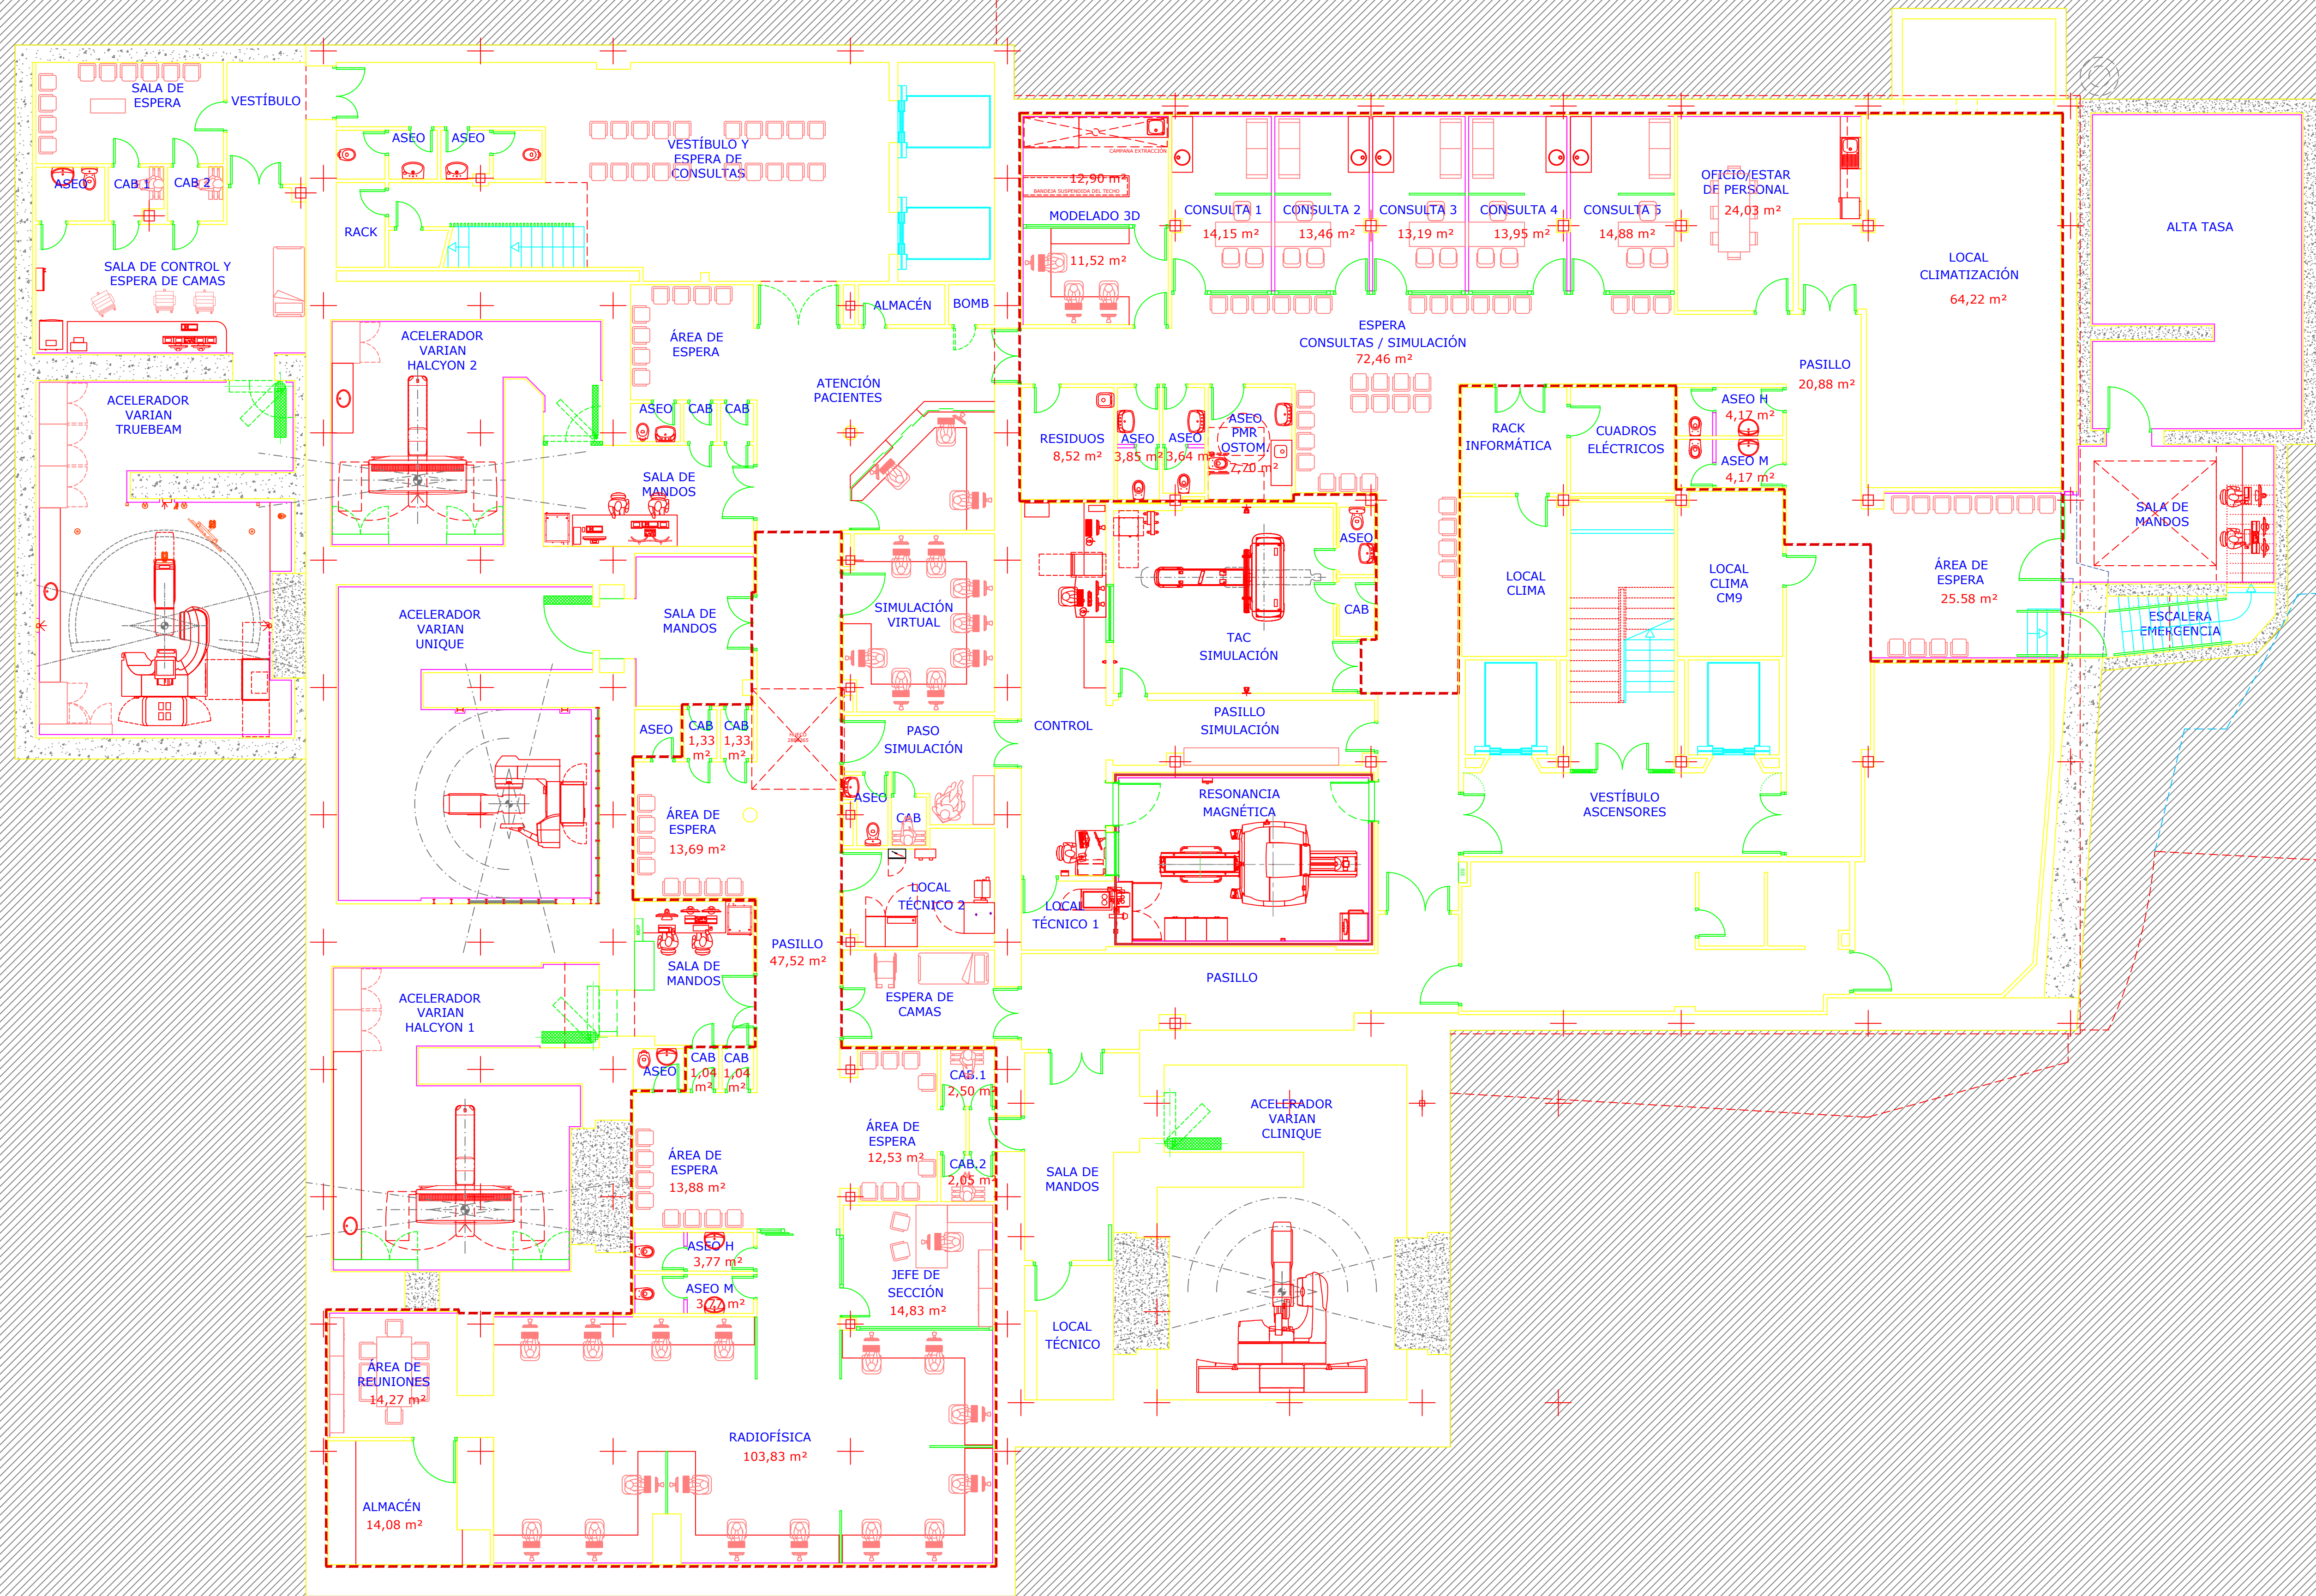 SALA DE
ESPERA
VESTÍBULO
ASEO
CAB 1
CAB 2
SALA DE CONTROL Y
ESPERA DE CAMAS
ASEO
ASEO
RACK
VESTÍBULO Y
ESPERA DE
CONSULTAS
ACELERADOR
VARIAN
TRUEBEAM
ACELERADOR
VARIAN
HALCYON 2
ÁREA DE
ESPERA
ALMACÉN
BOMB
ATENCIÓN
PACIENTES
ASEO
CAB
CAB
SALA DE
MANDOS
CAMPANA EXTRACCIÓN
12,90 m²
BANDEJA SUSPENDIDA DEL TECHO
MODELADO 3D
11,52 m²
CONSULTA 1
14,15 m²
CONSULTA 2
13,46 m²
CONSULTA 3
13,19 m²
CONSULTA 4
13,95 m²
CONSULTA 5
14,88 m²
OFICIO/ESTAR
DE PERSONAL
24,03 m²
LOCAL
CLIMATIZACIÓN
64,22 m²
ALTA TASA
ESPERA
CONSULTAS / SIMULACIÓN
72,46 m²
PASILLO
20,88 m²
RESIDUOS
8,52 m²
ASEO
3,85 m²
ASEO
3,64 m²
ASEO
PMR
OSTOM.
7,70 m²
RACK
INFORMÁTICA
CUADROS
ELÉCTRICOS
ASEO H
4,17 m²
ASEO M
4,17 m²
SALA DE
MANDOS
ACELERADOR
VARIAN
UNIQUE
SALA DE
MANDOS
SIMULACIÓN
VIRTUAL
ASEO
CAB
TAC
SIMULACIÓN
LOCAL
CLIMA
LOCAL
CLIMA
CM9
ÁREA DE
ESPERA
25.58 m²
ESCALERA
EMERGENCIA
ASEO
CAB
1,33
m²
CAB
1,33
m²
PASO
SIMULACIÓN
CONTROL
PASILLO
SIMULACIÓN
ÁREA DE
ESPERA
13,69 m²
ASEO
CAB
RESONANCIA
MAGNÉTICA
VESTÍBULO
ASCENSORES
LOCAL
TÉCNICO 2
LOCAL
TÉCNICO 1
PASILLO
47,52 m²
SALA DE
MANDOS
ESPERA DE
CAMAS
PASILLO
ACELERADOR
VARIAN
HALCYON 1
ASEO
CAB
1,04
m²
CAB
1,04
m²
CAB.1
2,50 m²
ÁREA DE
ESPERA
12,53 m²
CAB.2
2,05 m²
ÁREA DE
ESPERA
13,88 m²
ACELERADOR
VARIAN
CLINIQUE
SALA DE
MANDOS
ASEO H
3,77 m²
ASEO M
3,77 m²
JEFE DE
SECCIÓN
14,83 m²
LOCAL
TÉCNICO
ÁREA DE
REUNIONES
14,27 m²
RADIOFÍSICA
103,83 m²
ALMACÉN
14,08 m²